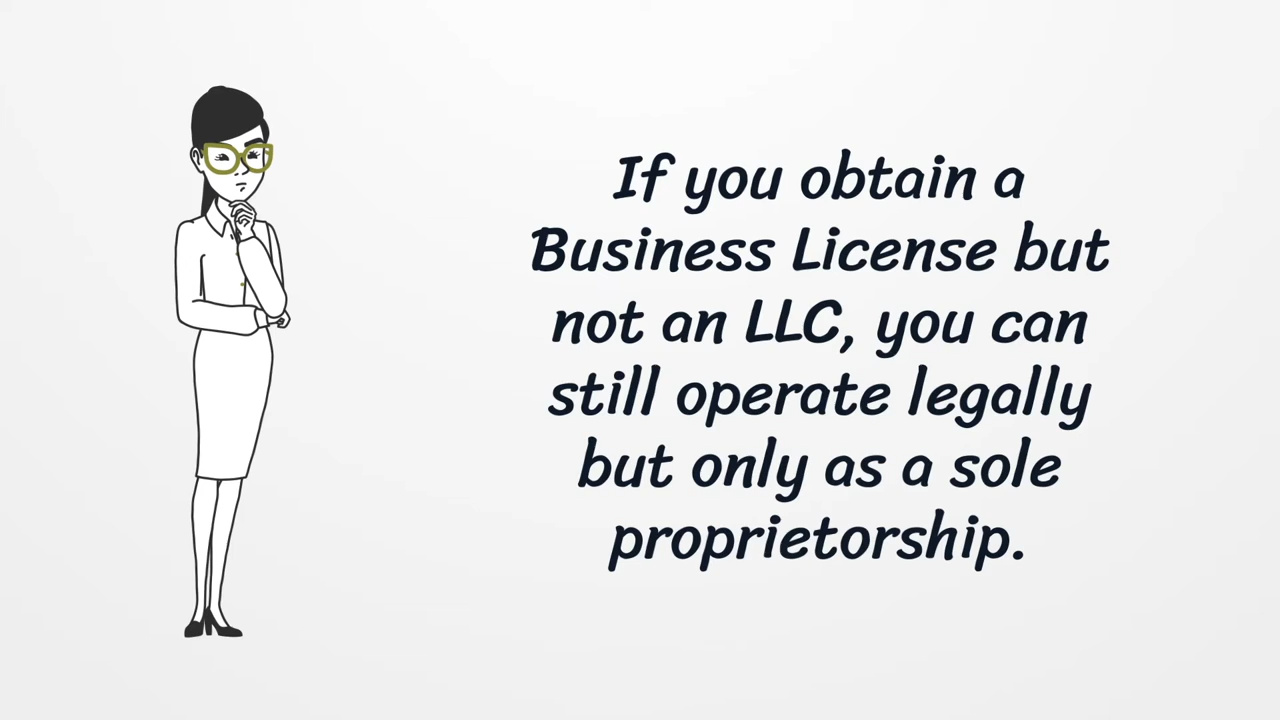 If you obtain a
Business License but
not an LLC, you can
still operate legally
but only as a sole
proprietorship.